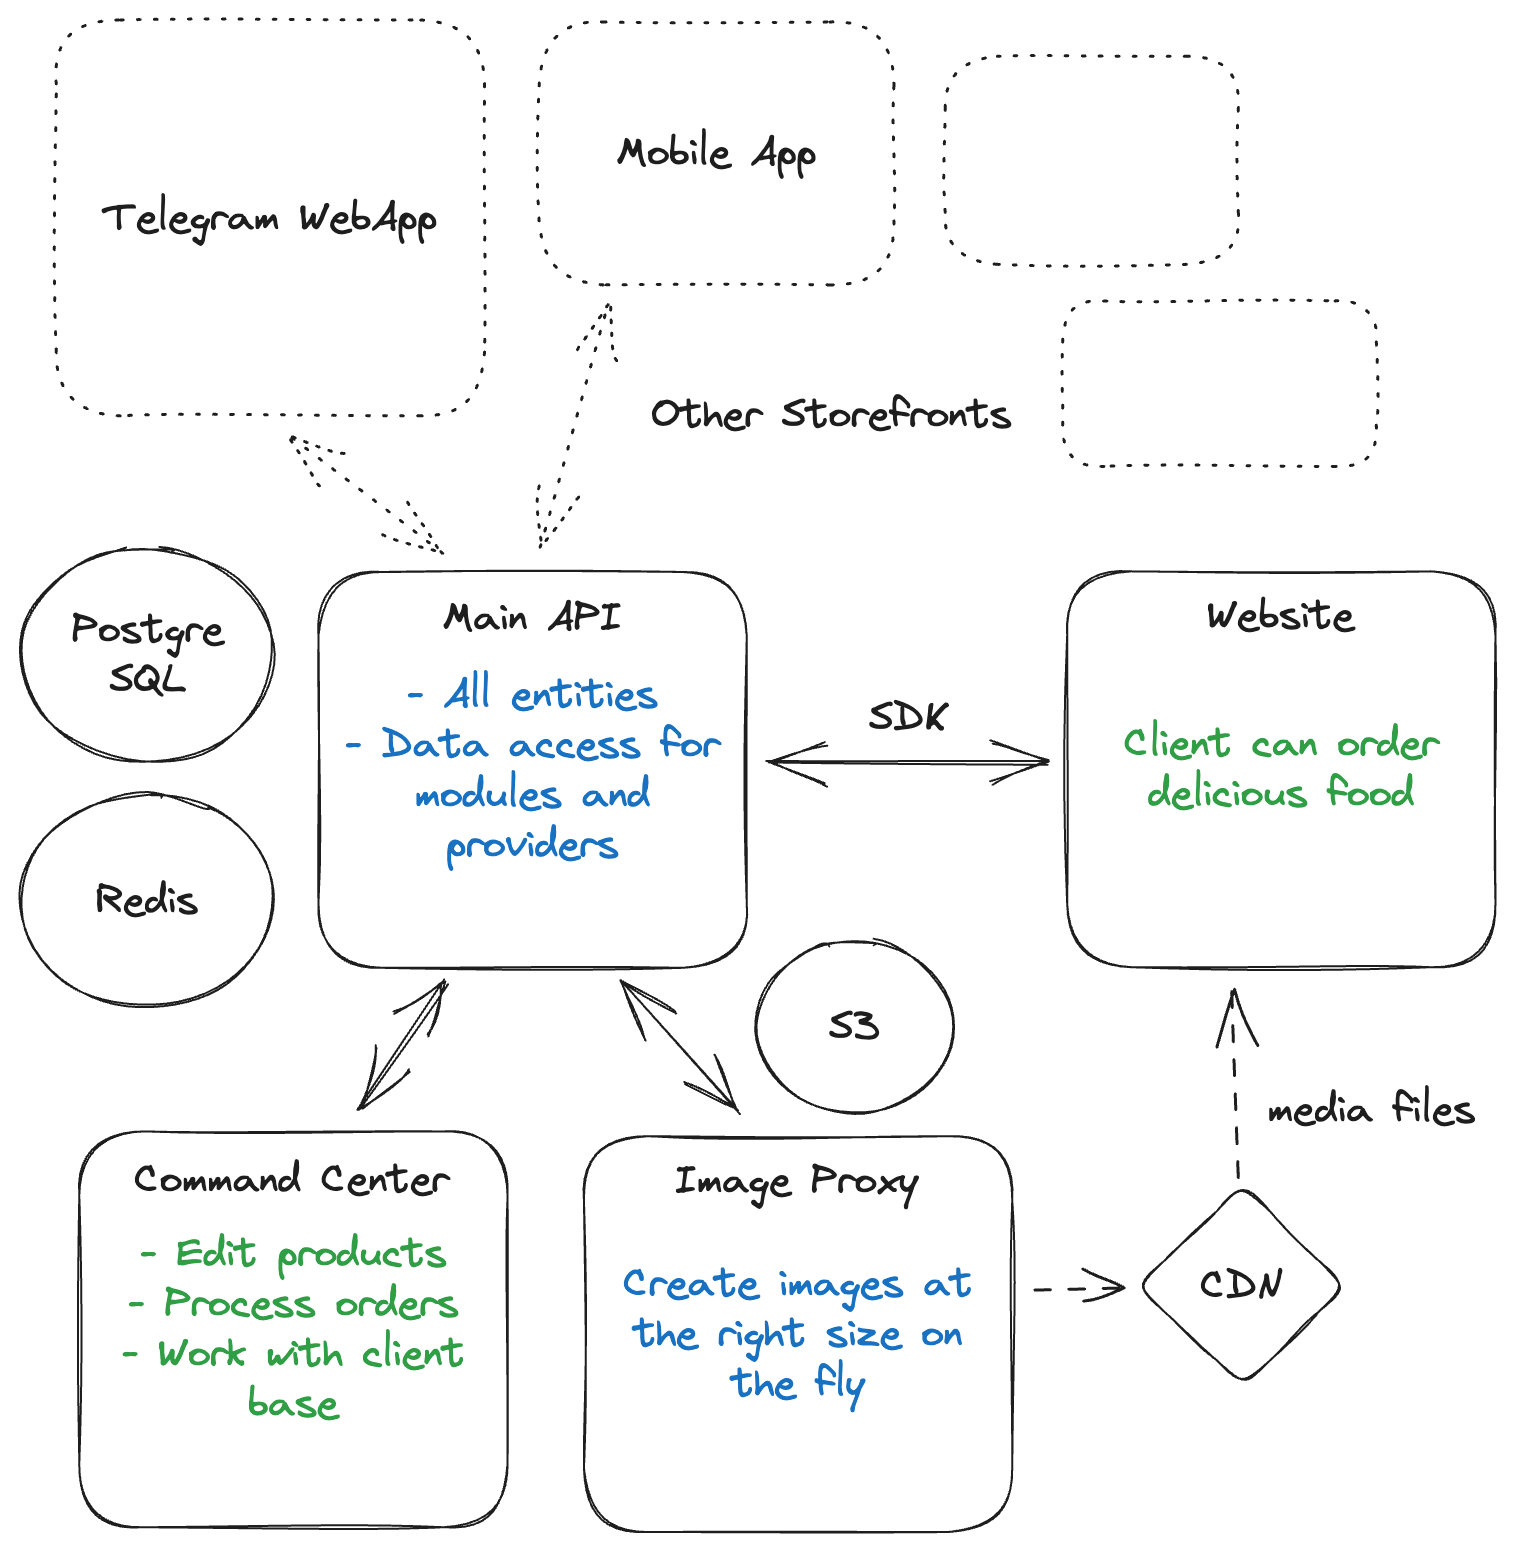 Telegram WebApp
Mobile App
Other Storefronts
Postgre
SQL
Redis
Main API
- All entities
- Data access for
modules and
providers
SDK
Website
Client can order
delicious food
S3
Command Center
- Edit products
- Process orders
- Work with client
base
Image Proxy
Create images at
the right size on
the fly
CDN
media files